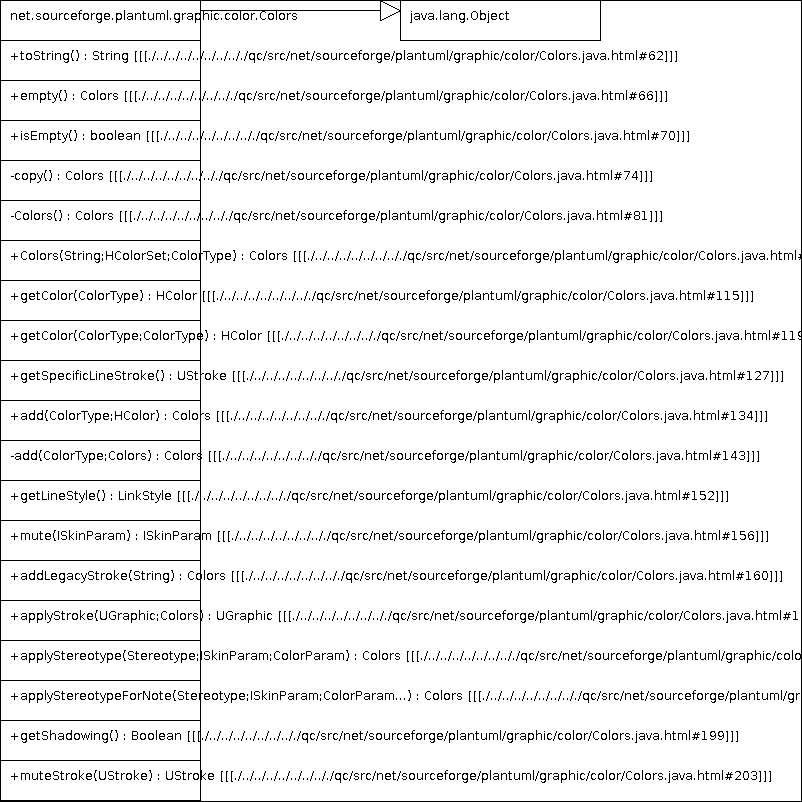 net.sourceforge.plantuml.graphic.color.Colors
java.lang.Object
+toString() : String [[[./../../../../../../../qc/src/net/sourceforge/plantuml/graphic/color/Colors.java.html#62]]]
+empty() : Colors [[[./../../../../../../../qc/src/net/sourceforge/plantuml/graphic/color/Colors.java.html#66]]]
+isEmpty() : boolean [[[./../../../../../../../qc/src/net/sourceforge/plantuml/graphic/color/Colors.java.html#70]]]
-copy() : Colors [[[./../../../../../../../qc/src/net/sourceforge/plantuml/graphic/color/Colors.java.html#74]]]
-Colors() : Colors [[[./../../../../../../../qc/src/net/sourceforge/plantuml/graphic/color/Colors.java.html#81]]]
+Colors(String;HColorSet;ColorType) : Colors [[[./../../../../../../../qc/src/net/sourceforge/plantuml/graphic/color/Colors.java.html#
+getColor(ColorType) : HColor [[[./../../../../../../../qc/src/net/sourceforge/plantuml/graphic/color/Colors.java.html#115]]]
+getColor(ColorType;ColorType) : HColor [[[./../../../../../../../qc/src/net/sourceforge/plantuml/graphic/color/Colors.java.html#119
+getSpecificLineStroke() : UStroke [[[./../../../../../../../qc/src/net/sourceforge/plantuml/graphic/color/Colors.java.html#127]]]
+add(ColorType;HColor) : Colors [[[./../../../../../../../qc/src/net/sourceforge/plantuml/graphic/color/Colors.java.html#134]]]
-add(ColorType;Colors) : Colors [[[./../../../../../../../qc/src/net/sourceforge/plantuml/graphic/color/Colors.java.html#143]]]
+getLineStyle() : LinkStyle [[[./../../../../../../../qc/src/net/sourceforge/plantuml/graphic/color/Colors.java.html#152]]]
+mute(ISkinParam) : ISkinParam [[[./../../../../../../../qc/src/net/sourceforge/plantuml/graphic/color/Colors.java.html#156]]]
+addLegacyStroke(String) : Colors [[[./../../../../../../../qc/src/net/sourceforge/plantuml/graphic/color/Colors.java.html#160]]]
+applyStroke(UGraphic;Colors) : UGraphic [[[./../../../../../../../qc/src/net/sourceforge/plantuml/graphic/color/Colors.java.html#1
+applyStereotype(Stereotype;ISkinParam;ColorParam) : Colors [[[./../../../../../../../qc/src/net/sourceforge/plantuml/graphic/colo
+applyStereotypeForNote(Stereotype;ISkinParam;ColorParam...) : Colors [[[./../../../../../../../qc/src/net/sourceforge/plantuml/gr
+getShadowing() : Boolean [[[./../../../../../../../qc/src/net/sourceforge/plantuml/graphic/color/Colors.java.html#199]]]
+muteStroke(UStroke) : UStroke [[[./../../../../../../../qc/src/net/sourceforge/plantuml/graphic/color/Colors.java.html#203]]]